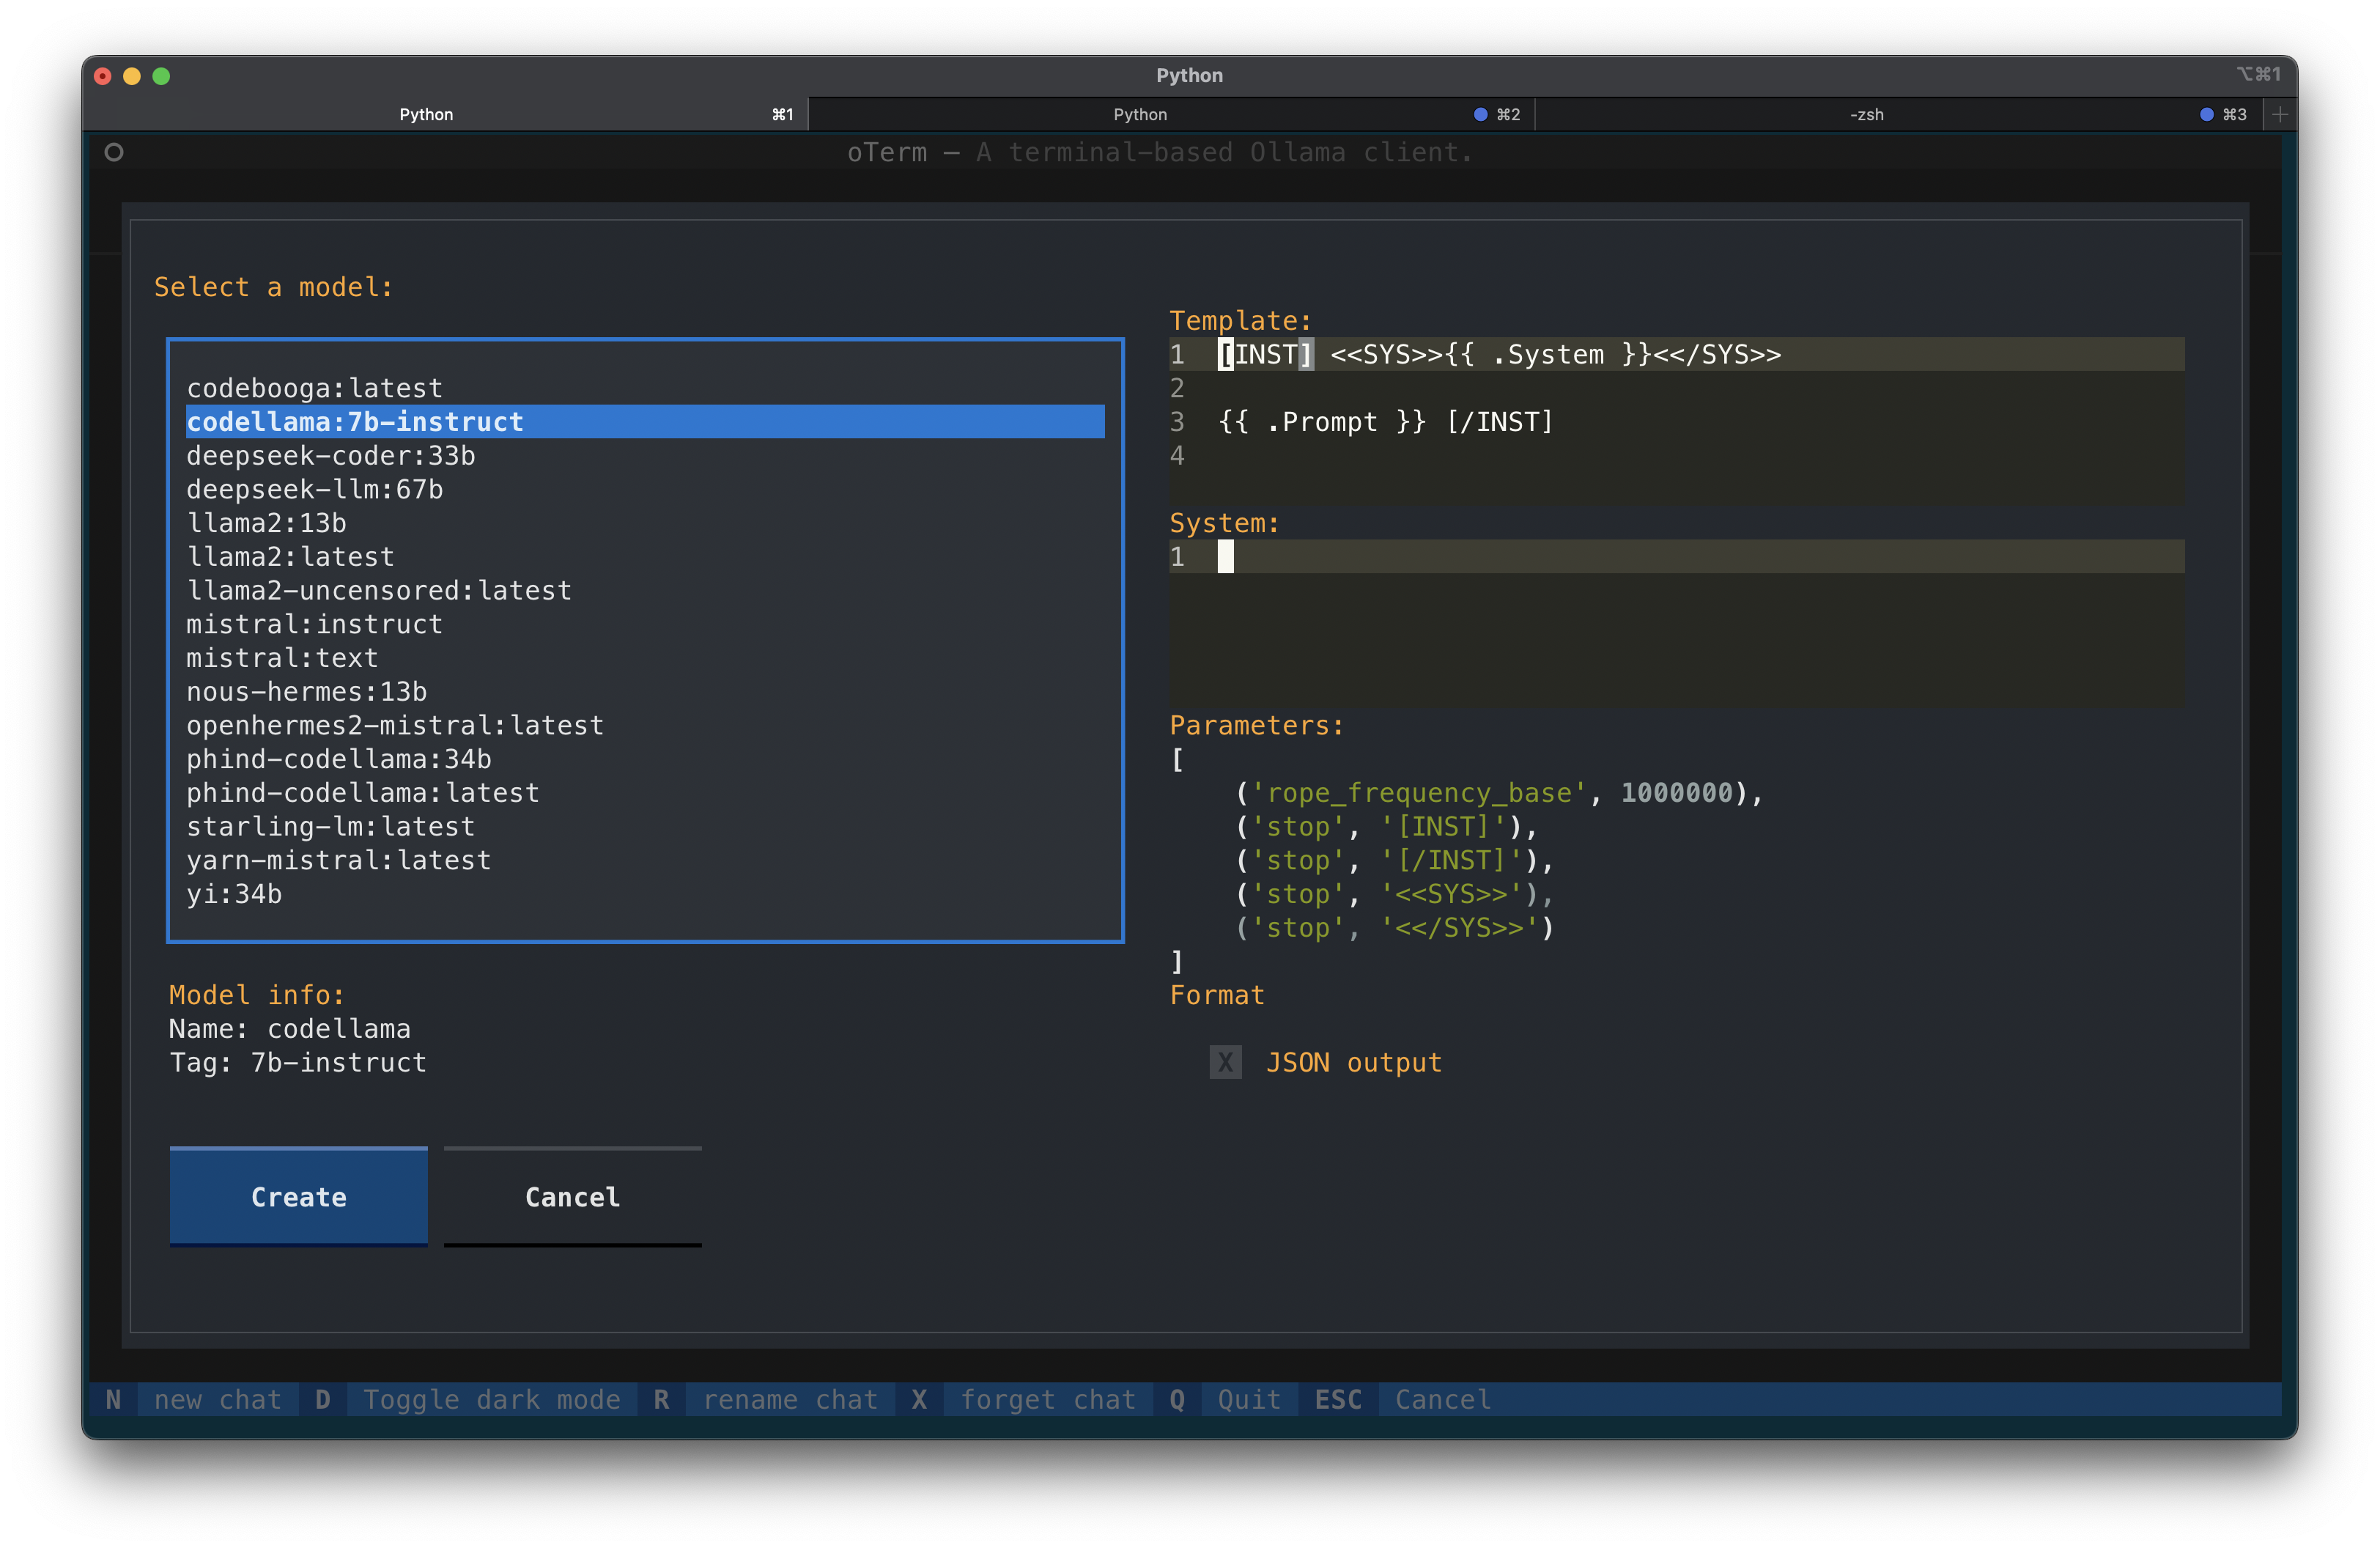 Python
⌥⌘1
Python ⌘1
Python ⌘2
-zsh ⌘3
oTerm — A terminal-based Ollama client.
Select a model:
codebooga:latest
codellama:7b-instruct
deepseek-coder:33b
deepseek-llm:67b
llama2:13b
llama2:latest
llama2-uncensored:latest
mistral:instruct
mistral:text
nous-hermes:13b
openhermes2-mistral:latest
phind-codellama:34b
phind-codellama:latest
starling-lm:latest
yarn-mistral:latest
yi:34b
Model info:
Name: codellama
Tag: 7b-instruct
Create
Cancel
Template:
1 [INST] <<SYS>>{{ .System }}<</SYS>>
2
3 {{ .Prompt }} [/INST]
4
System:
1
Parameters:
[
('rope_frequency_base', 1000000),
('stop', '[INST]'),
('stop', '[/INST]'),
('stop', '<<SYS>>'),
('stop', '<</SYS>>')
]
Format
X JSON output
N new chat D Toggle dark mode R rename chat X forget chat Q Quit ESC Cancel